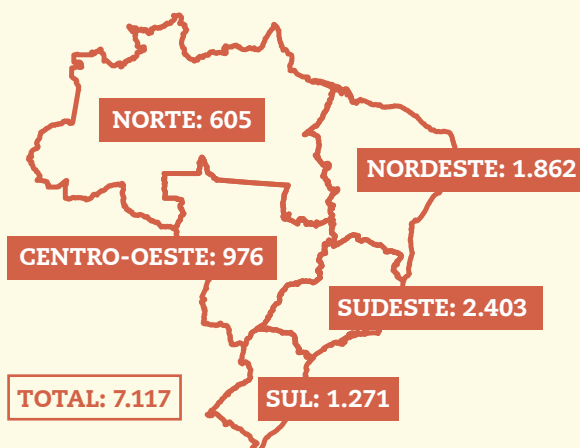 NORTE: 605
NORDESTE: 1.862
CENTRO-OESTE: 976
SUDESTE: 2.403
TOTAL: 7.117
SUL: 1.271